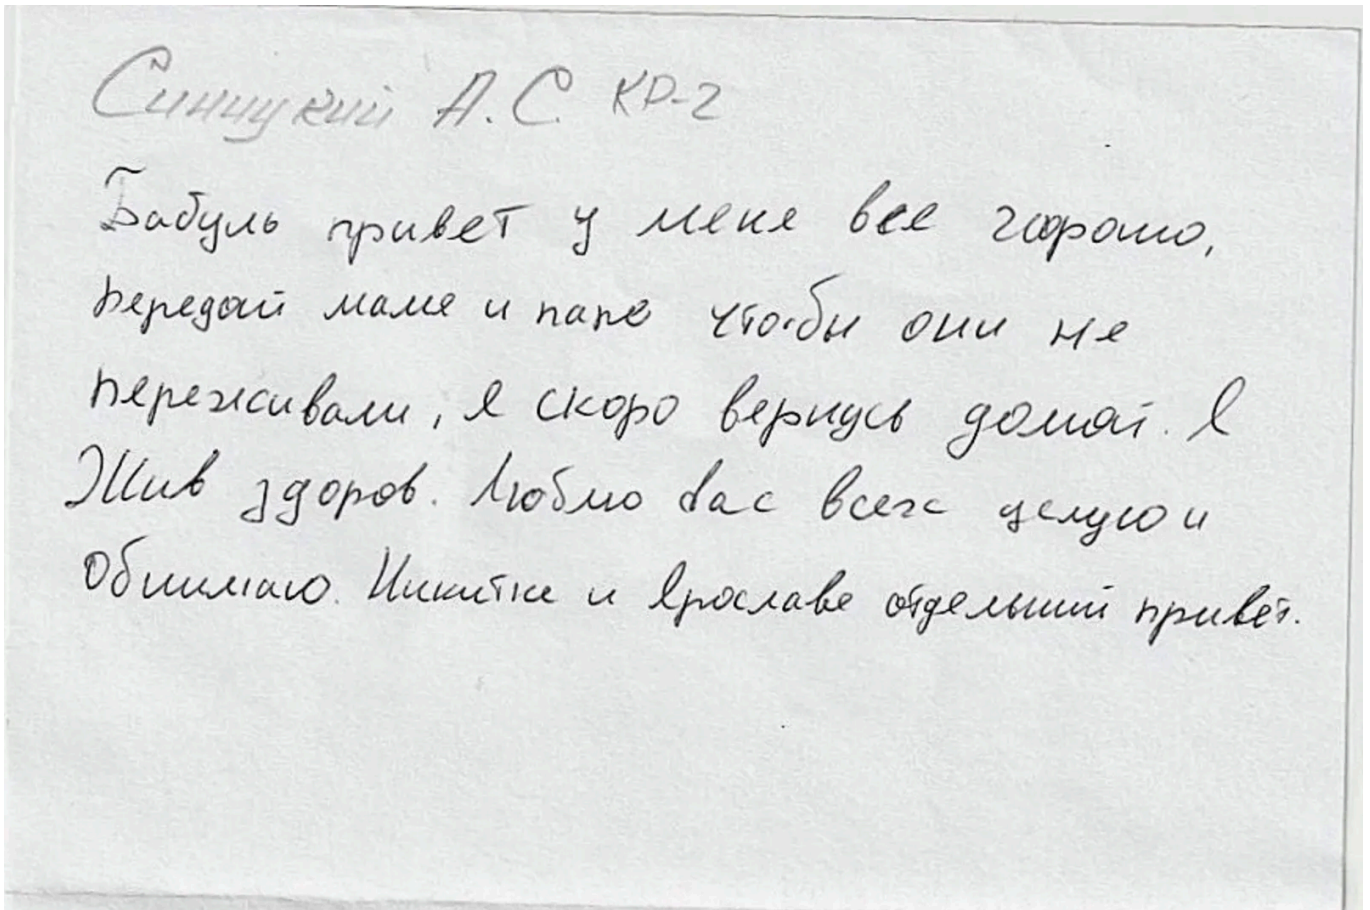 Синицкий А.С. КР-2
Бабуль привет у меня все хорошо,
передай маме и папе чтобы они не
переживали, я скоро вернусь домой. Я
Жив здоров. Люблю вас всех целую и
Обнимаю. Никитке и Ярославе отдельный привет.